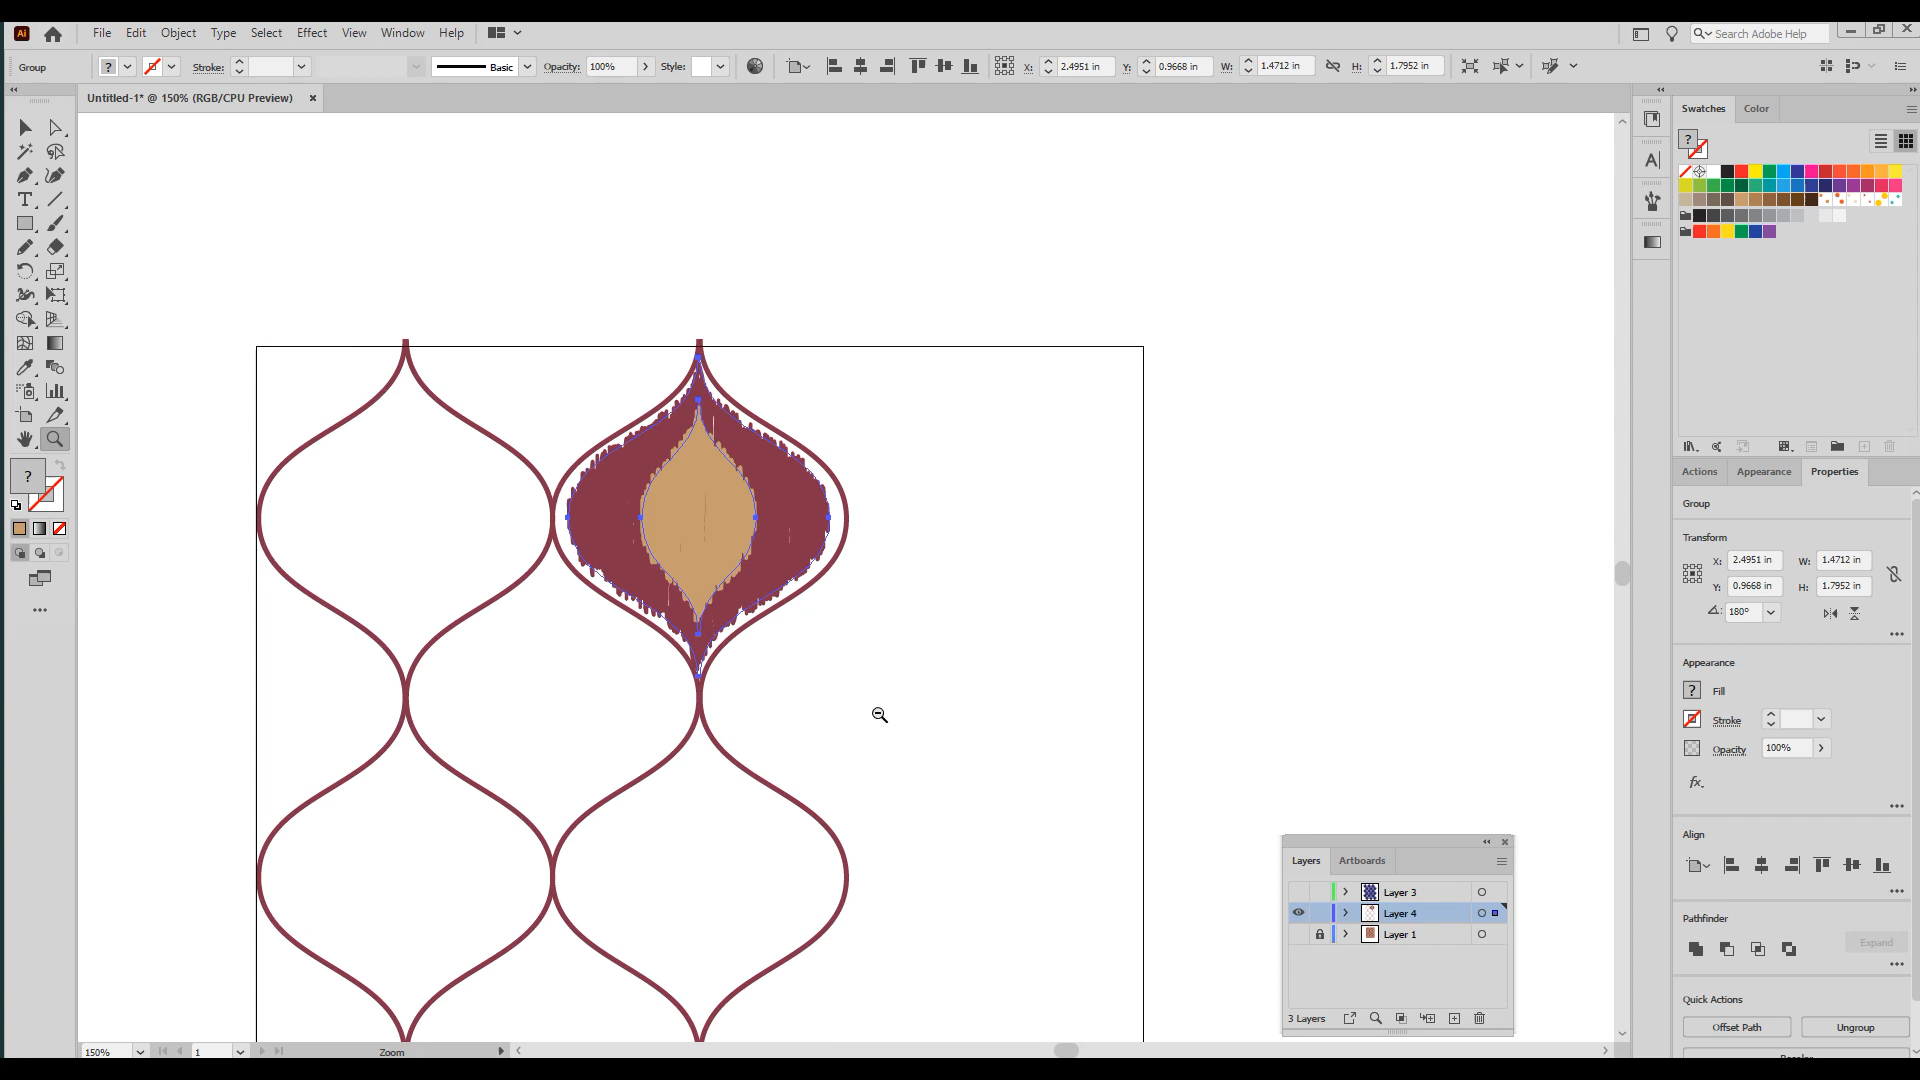 Ai File Edit Object Type Select Effect View Window Help Search Adobe Help
Group ? Stroke: Basic Opacity: 100% Style: X: 2.4951 in Y: 0.9668 in W: 1.4712 in H: 1.7952 in
Untitled-1* @ 150% (RGB/CPU Preview)
Swatches Color
?
Actions Appearance Properties
Group
Transform
X: 2.4951 in W: 1.4712 in
Y: 0.9668 in H: 1.7952 in
180°
Appearance
? Fill
Stroke
Opacity 100%
fx.
Align
Pathfinder
Expand
Quick Actions
Offset Path Ungroup
?
Layers Artboards
Layer 3
Layer 4
Layer 1
3 Layers
150% 1 Zoom